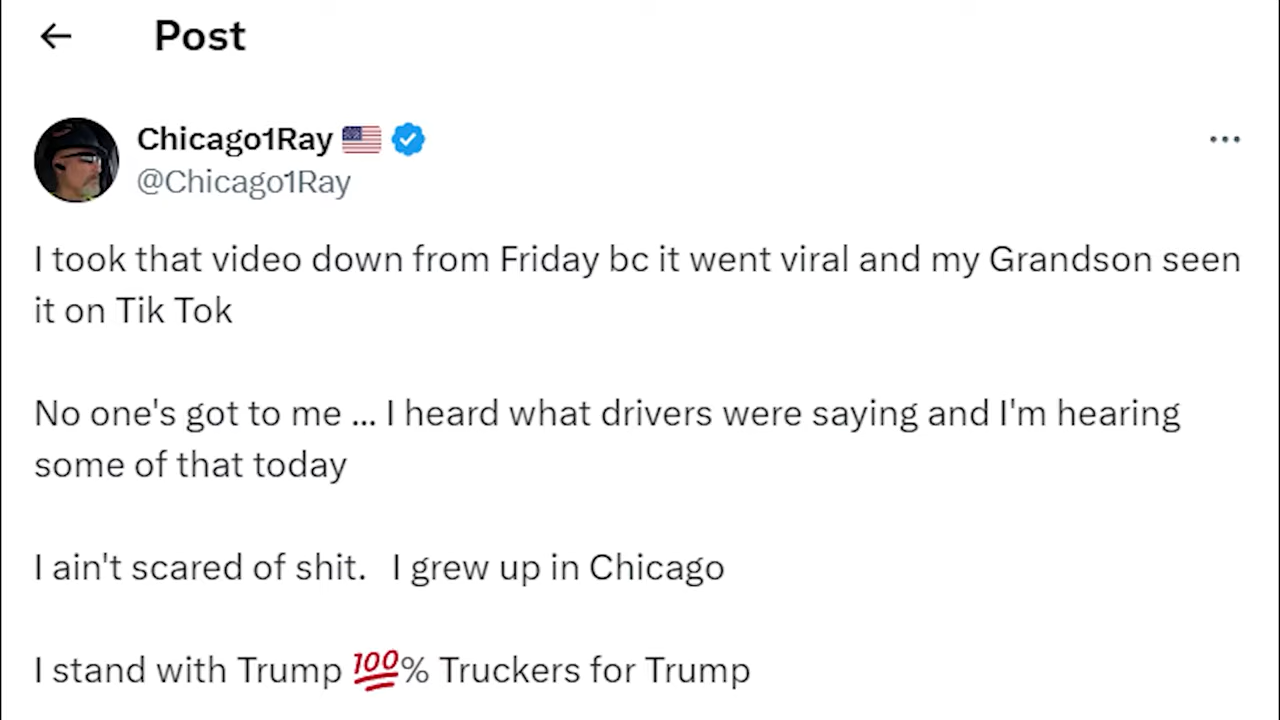 ← Post
Chicago1Ray 🇺🇸
@Chicago1Ray
I took that video down from Friday bc it went viral and my Grandson seen
it on Tik Tok
No one's got to me ... I heard what drivers were saying and I'm hearing
some of that today
I ain't scared of shit.   I grew up in Chicago
I stand with Trump 💯% Truckers for Trump